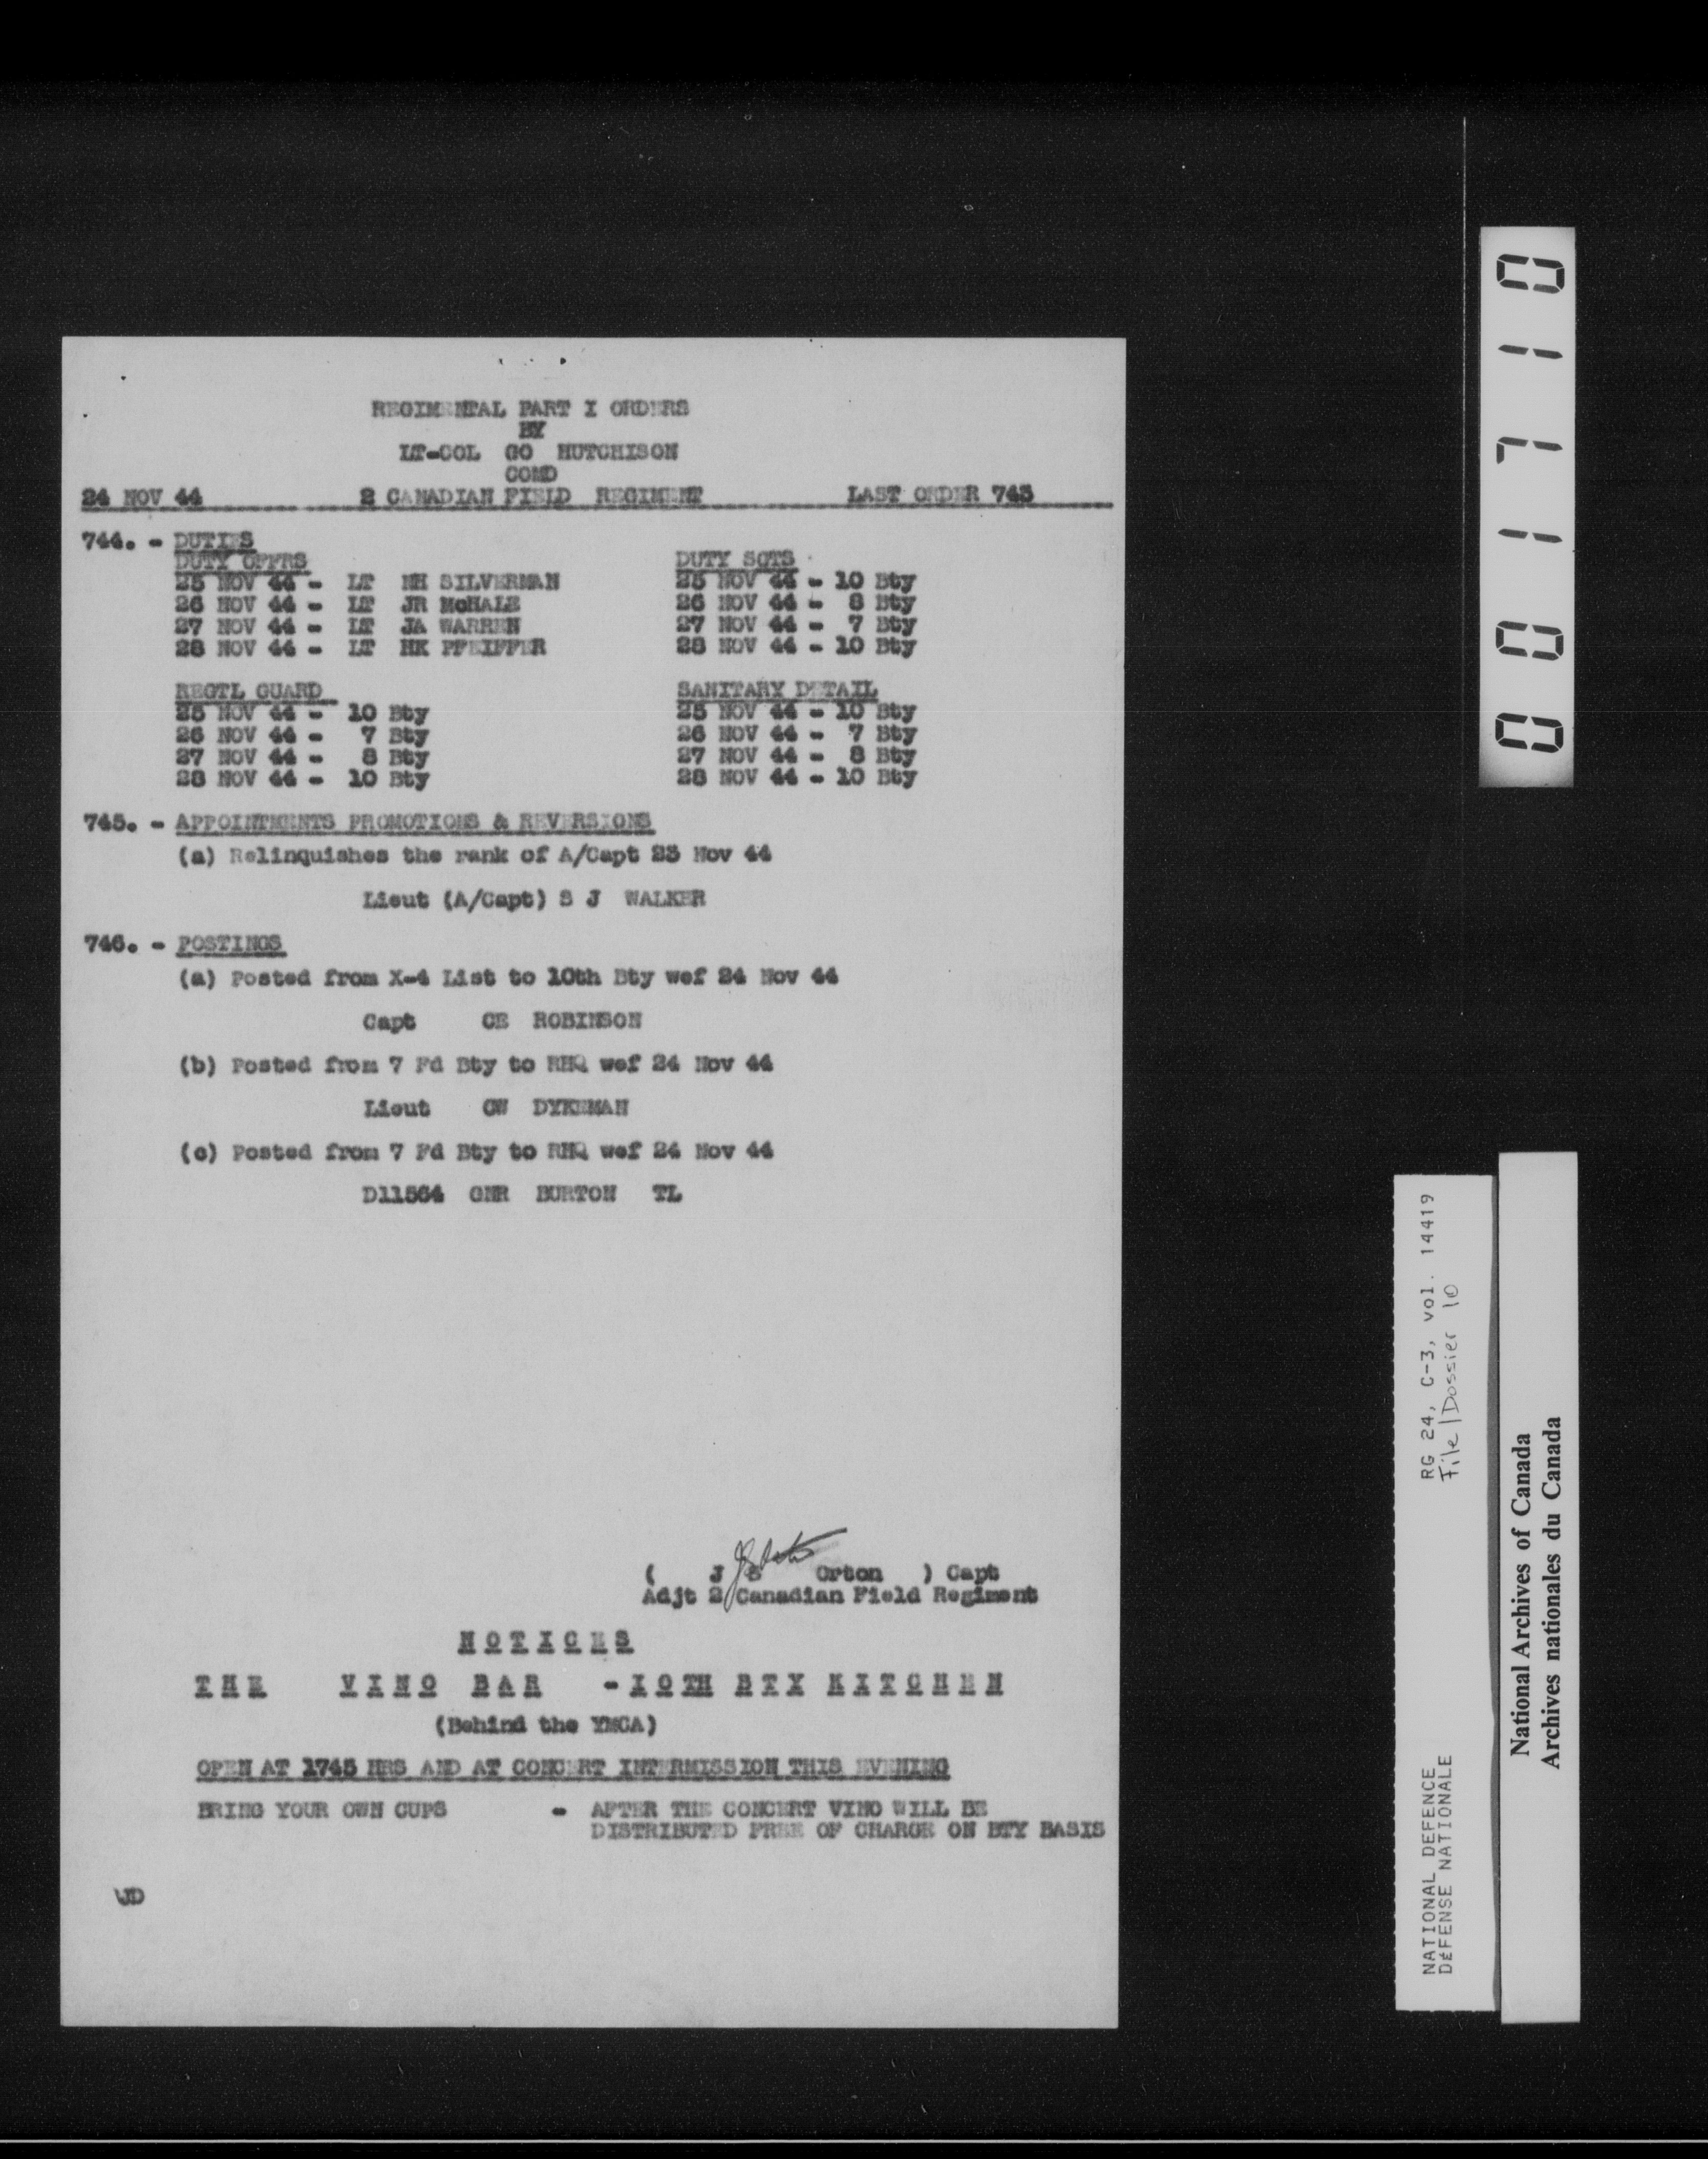 REGIMENTAL PART I ORDERS
BY
LT-COL GO HUTCHISON
COMD
24 NOV 44 2 CANADIAN FIELD REGIMENT LAST ORDER 743
744. - DUTIES
DUTY OFFRS DUTY SGTS
25 NOV 44 - LT NH SILVERMAN 25 NOV 44 - 10 Bty
26 NOV 44 - LT JR McHALE 26 NOV 44 - 8 Bty
27 NOV 44 - LT JA WARREN 27 NOV 44 - 7 Bty
28 NOV 44 - LT HK PFEIFFER 28 NOV 44 - 10 Bty
REGTL GUARD SANITARY DETAIL
25 NOV 44 - 10 Bty 25 NOV 44 - 10 Bty
26 NOV 44 - 7 Bty 26 NOV 44 - 7 Bty
27 NOV 44 - 8 Bty 27 NOV 44 - 8 Bty
28 NOV 44 - 10 Bty 28 NOV 44 - 10 Bty
745. - APPOINTMENTS PROMOTIONS & REVERSIONS
(a) Relinquishes the rank of A/Capt 23 Nov 44
Lieut (A/Capt) S J WALKER
746. - POSTINGS
(a) Posted from X-4 List to 10th Bty wef 24 Nov 44
Capt CE ROBINSON
(b) Posted from 7 Fd Bty to RHQ wef 24 Nov 44
Lieut GW DYKEMAN
(c) Posted from 7 Fd Bty to RHQ wef 24 Nov 44
D11564 GNR BURTON TL
( J S Orton ) Capt
Adjt 2 Canadian Field Regiment
NOTICES
THE VINO BAR - 10TH BTY KITCHEN
(Behind the YMCA)
OPEN AT 1745 HRS AND AT CONCERT INTERMISSION THIS EVENING
BRING YOUR OWN CUPS - AFTER THE CONCERT VINO WILL BE
DISTRIBUTED FREE OF CHARGE ON BTY BASIS
JD
001710
NATIONAL DEFENCE RG 24, C-3, vol. 14419
DÉFENSE NATIONALE File/Dossier 10
National Archives of Canada
Archives nationales du Canada